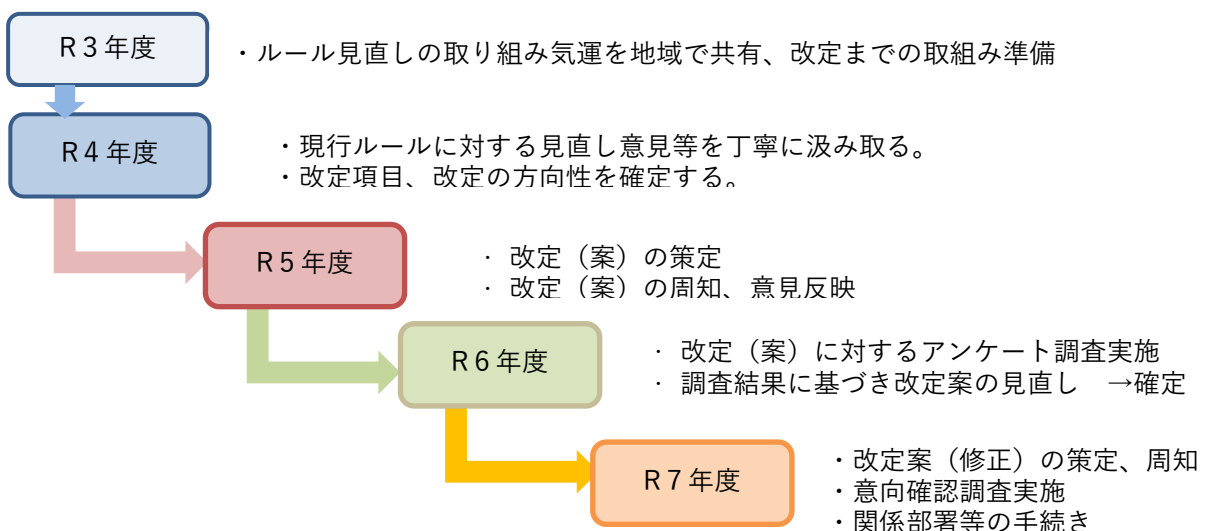 R３年度
・ルール見直しの取り組み気運を地域で共有、改定までの取組み準備
R４年度
・現行ルールに対する見直し意見等を丁寧に汲み取る。
・改定項目、改定の方向性を確定する。
R５年度
・改定（案）の策定
・改定（案）の周知、意見反映
R６年度
・改定（案）に対するアンケート調査実施
・調査結果に基づき改定案の見直し　→確定
R７年度
・改定案（修正）の策定、周知
・意向確認調査実施
・関係部署等の手続き